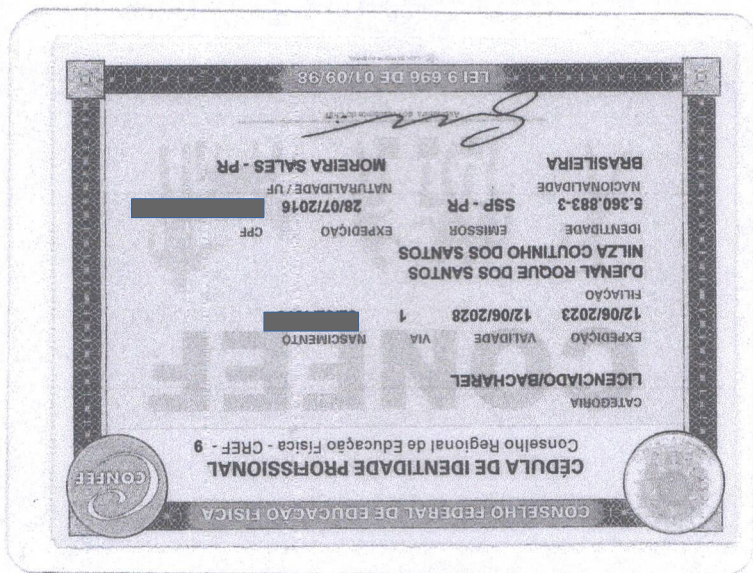 CONSELHO FEDERAL DE EDUCAÇÃO FÍSICA
CONFEF
CÉDULA DE IDENTIDADE PROFISSIONAL
Conselho Regional de Educação Física - CREF - 9
CATEGORIA
LICENCIADO/BACHAREL
CONFEF
EXPEDIÇÃO VALIDADE VIA NASCIMENTO
12/06/2023 12/06/2028 1
FILIAÇÃO
DJENAL ROQUE DOS SANTOS
NILZA COUTINHO DOS SANTOS
IDENTIDADE EMISSOR EXPEDIÇÃO CPF
5.360.883-3 SSP - PR 28/07/2016
NACIONALIDADE NATURALIDADE / UF
BRASILEIRA MOREIRA SALES - PR
LEI 9 696 DE 01/09/98